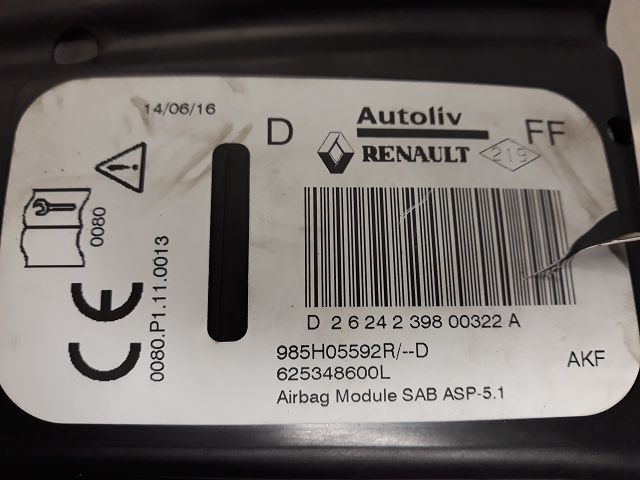 14/06/16
D
Autoliv
FF
RENAULT
219
0080
0080.P1.11.0013
CE
D 2 6 24 2 398 00322 A
985H05592R/--D
625348600L
AKF
Airbag Module SAB ASP-5.1